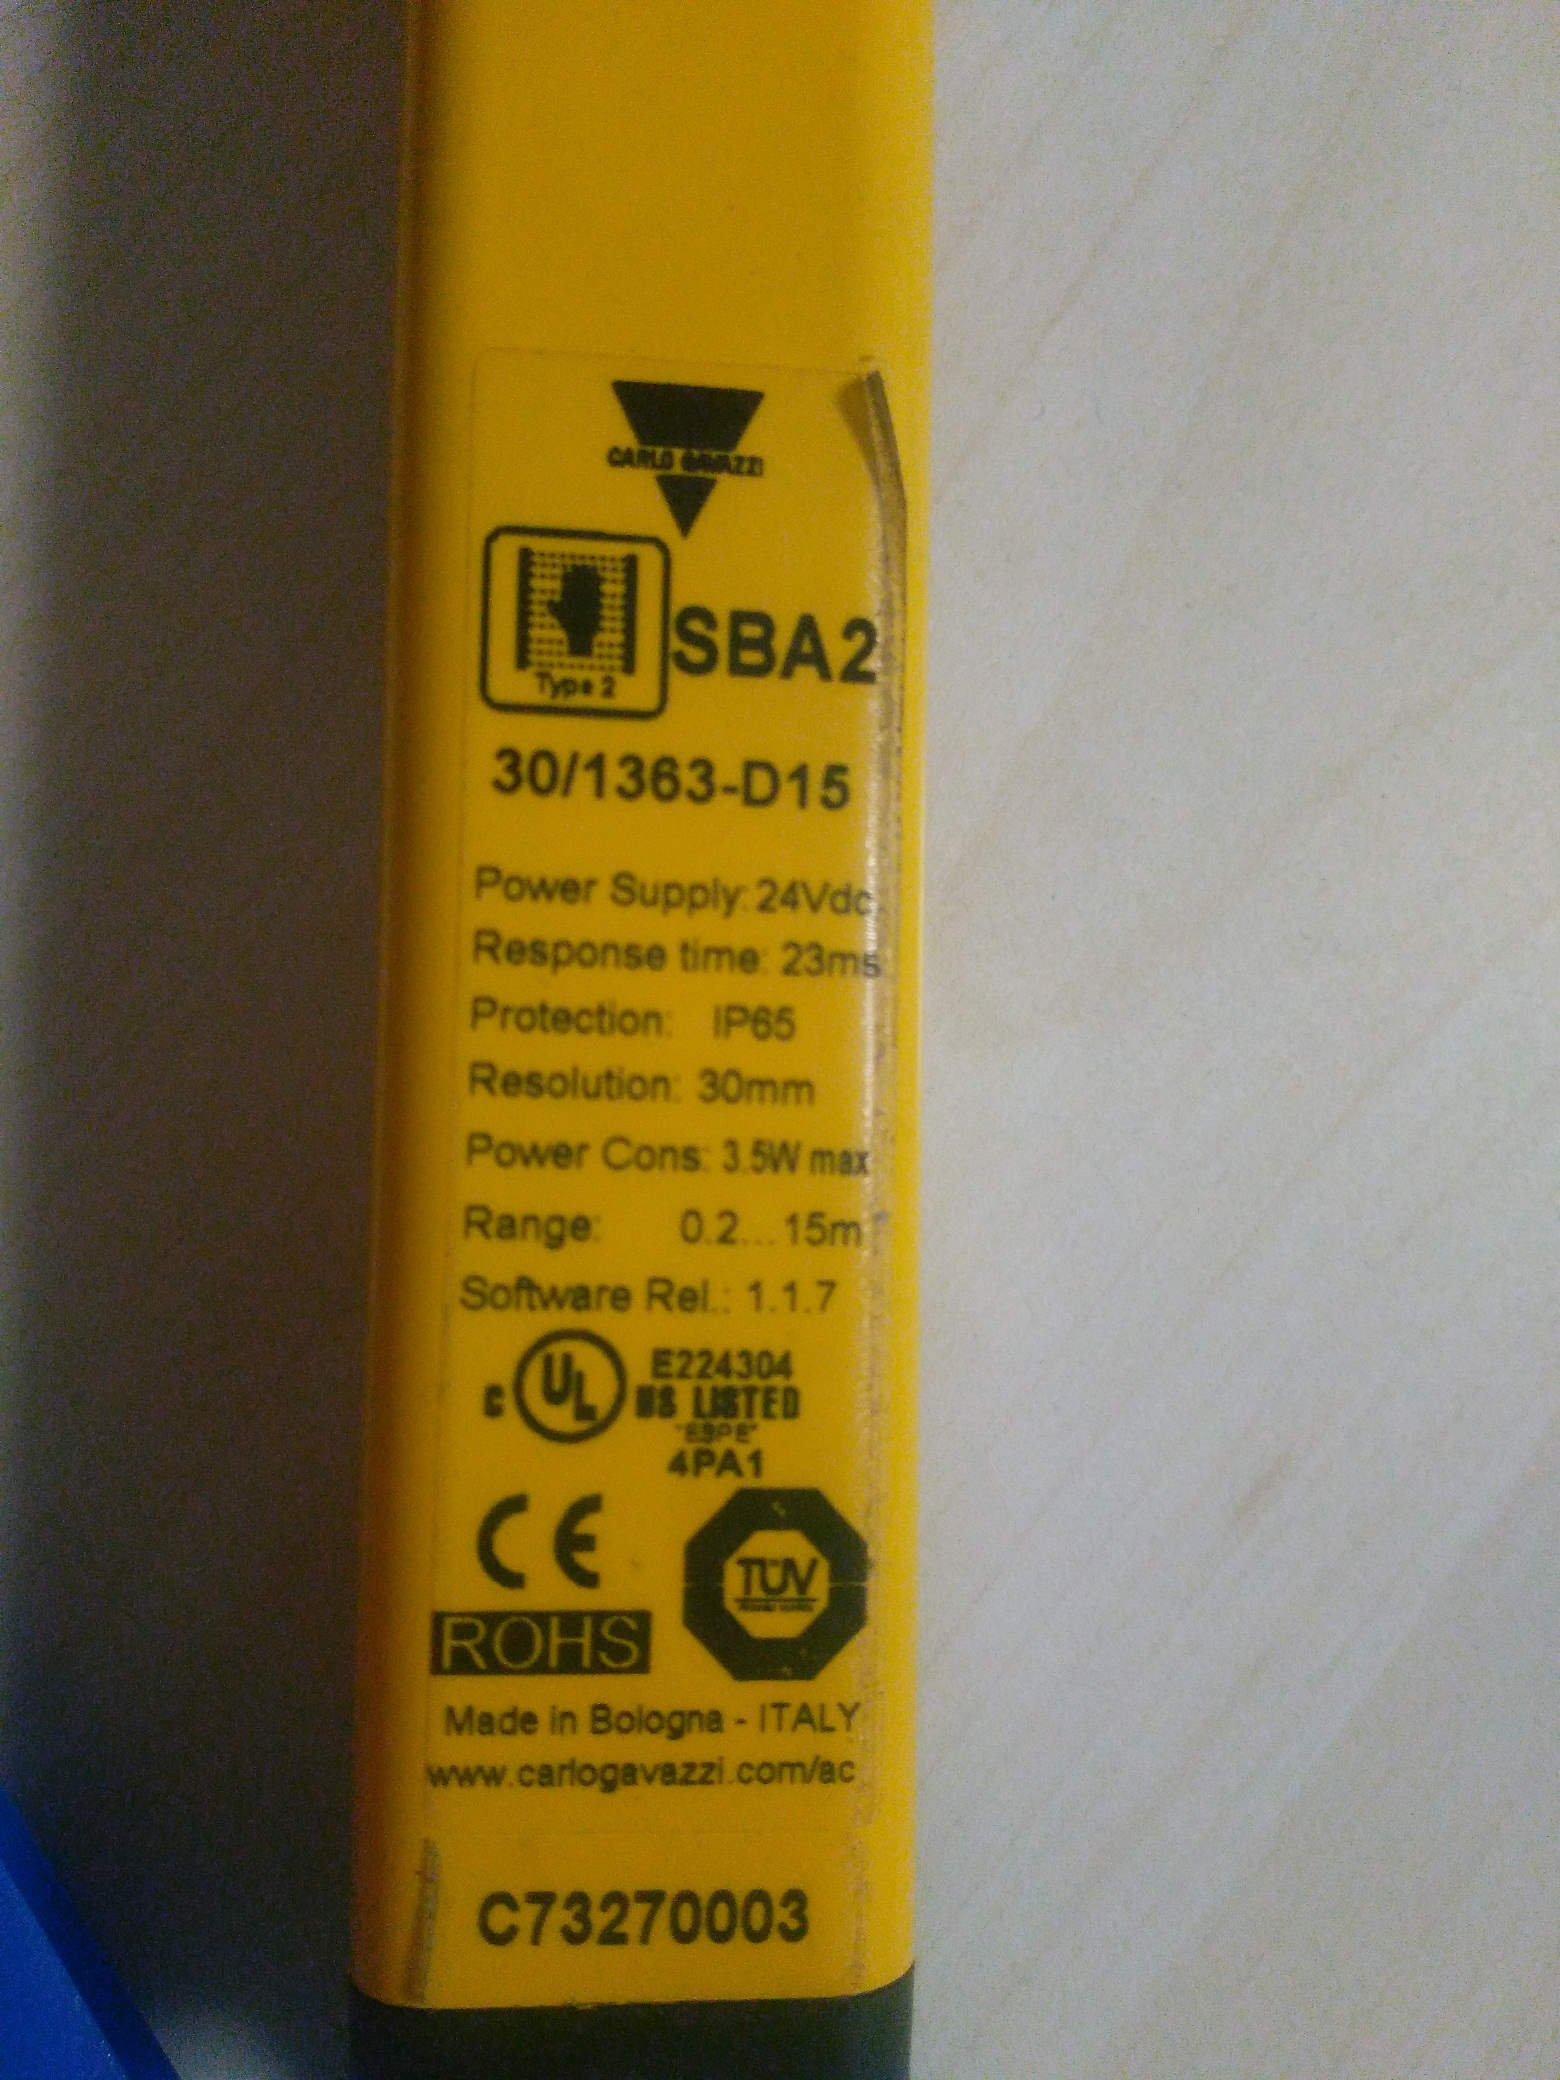 CARLO GAVAZZI
Type 2
SBA2
30/1363-D15
Power Supply: 24Vdc
Response time: 23ms
Protection: IP65
Resolution: 30mm
Power Cons: 3.5W max
Range: 0.2...15m
Software Rel.: 1.1.7
C UL US LISTED
E224304
"ESPE"
4PA1
CE
TÜV
ROHS
Made in Bologna - ITALY
www.carlogavazzi.com/ac
C73270003